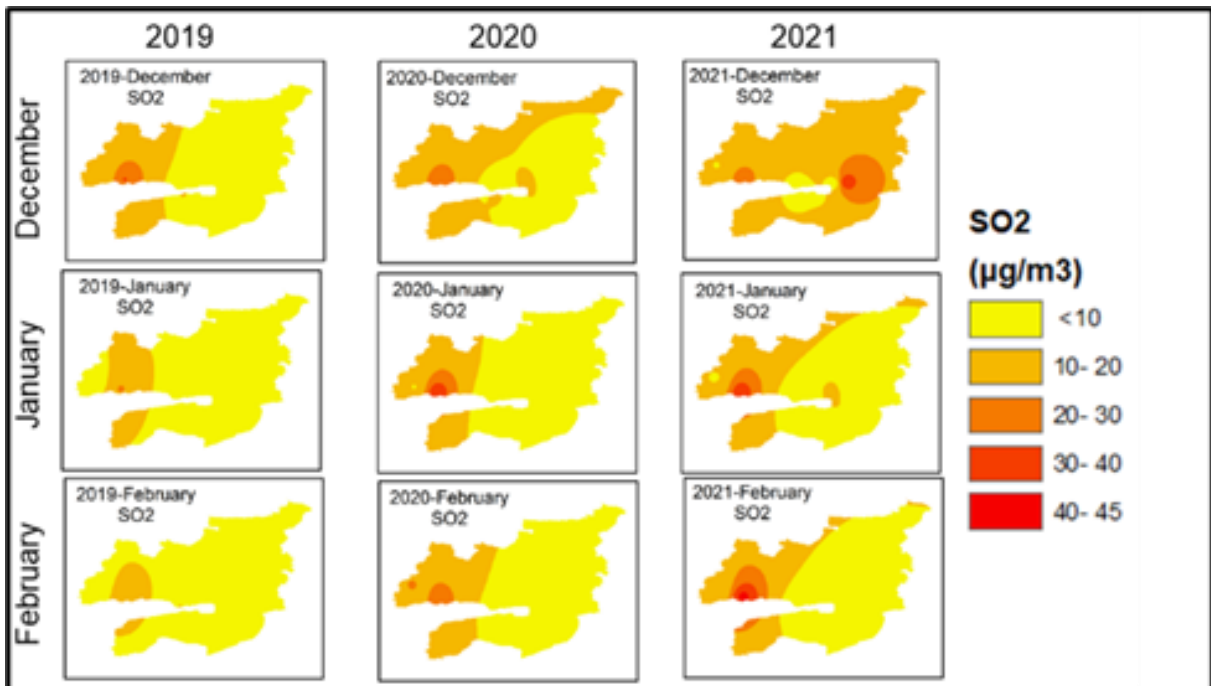 2019
2020
2021
December
2019-December
SO2
2020-December
SO2
2021-December
SO2
January
2019-January
SO2
2020-January
SO2
2021-January
SO2
February
2019-February
SO2
2020-February
SO2
2021-February
SO2
SO2
(µg/m3)
<10
10- 20
20- 30
30- 40
40- 45